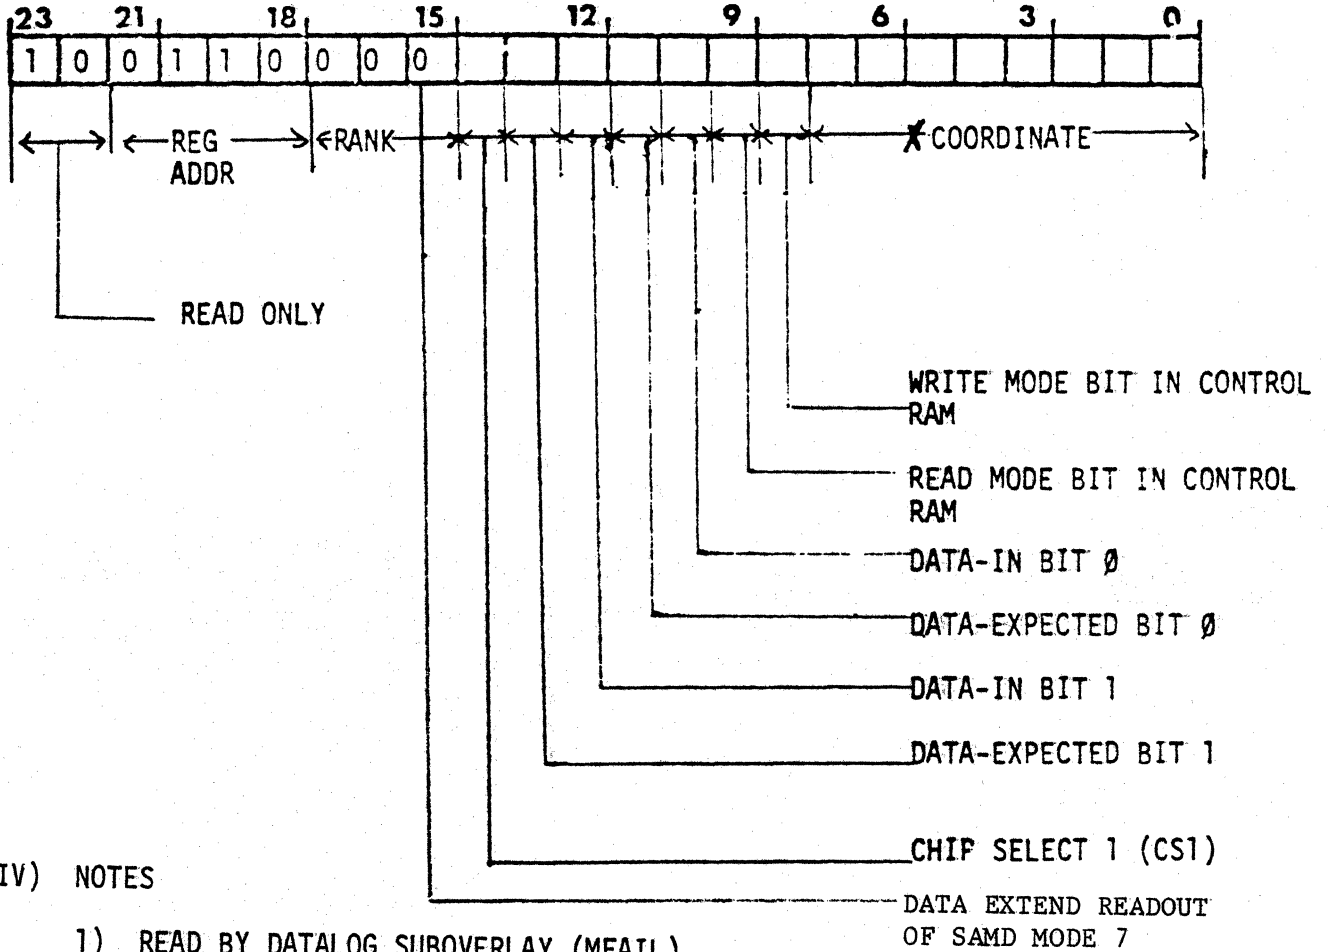 23 21 18 15 12 9 6 3 0
1 0 0 1 1 0 0 0 0
REG ADDR
RANK
X COORDINATE
READ ONLY
WRITE MODE BIT IN CONTROL
RAM
READ MODE BIT IN CONTROL
RAM
DATA-IN BIT Ø
DATA-EXPECTED BIT Ø
DATA-IN BIT 1
DATA-EXPECTED BIT 1
CHIP SELECT 1 (CS1)
DATA EXTEND READOUT
OF SAMD MODE 7
IV) NOTES
1) READ BY DATALOG SUBOVERLAY (MFAIL)